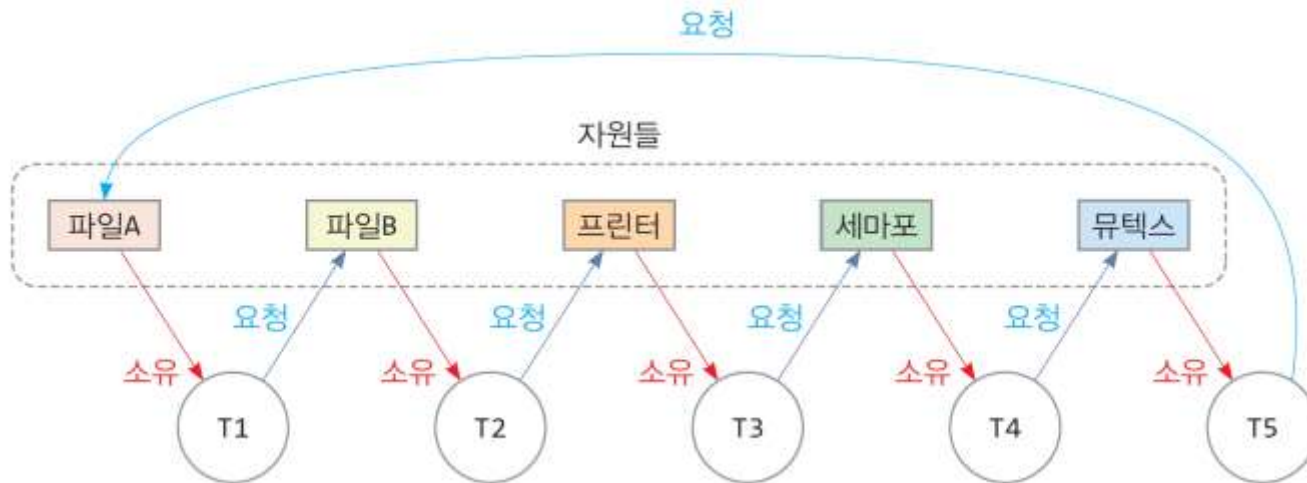 요청
자원들
파일A 파일B 프린터 세마포 뮤텍스
요청 요청 요청 요청
소유 소유 소유 소유 소유
T1 T2 T3 T4 T5